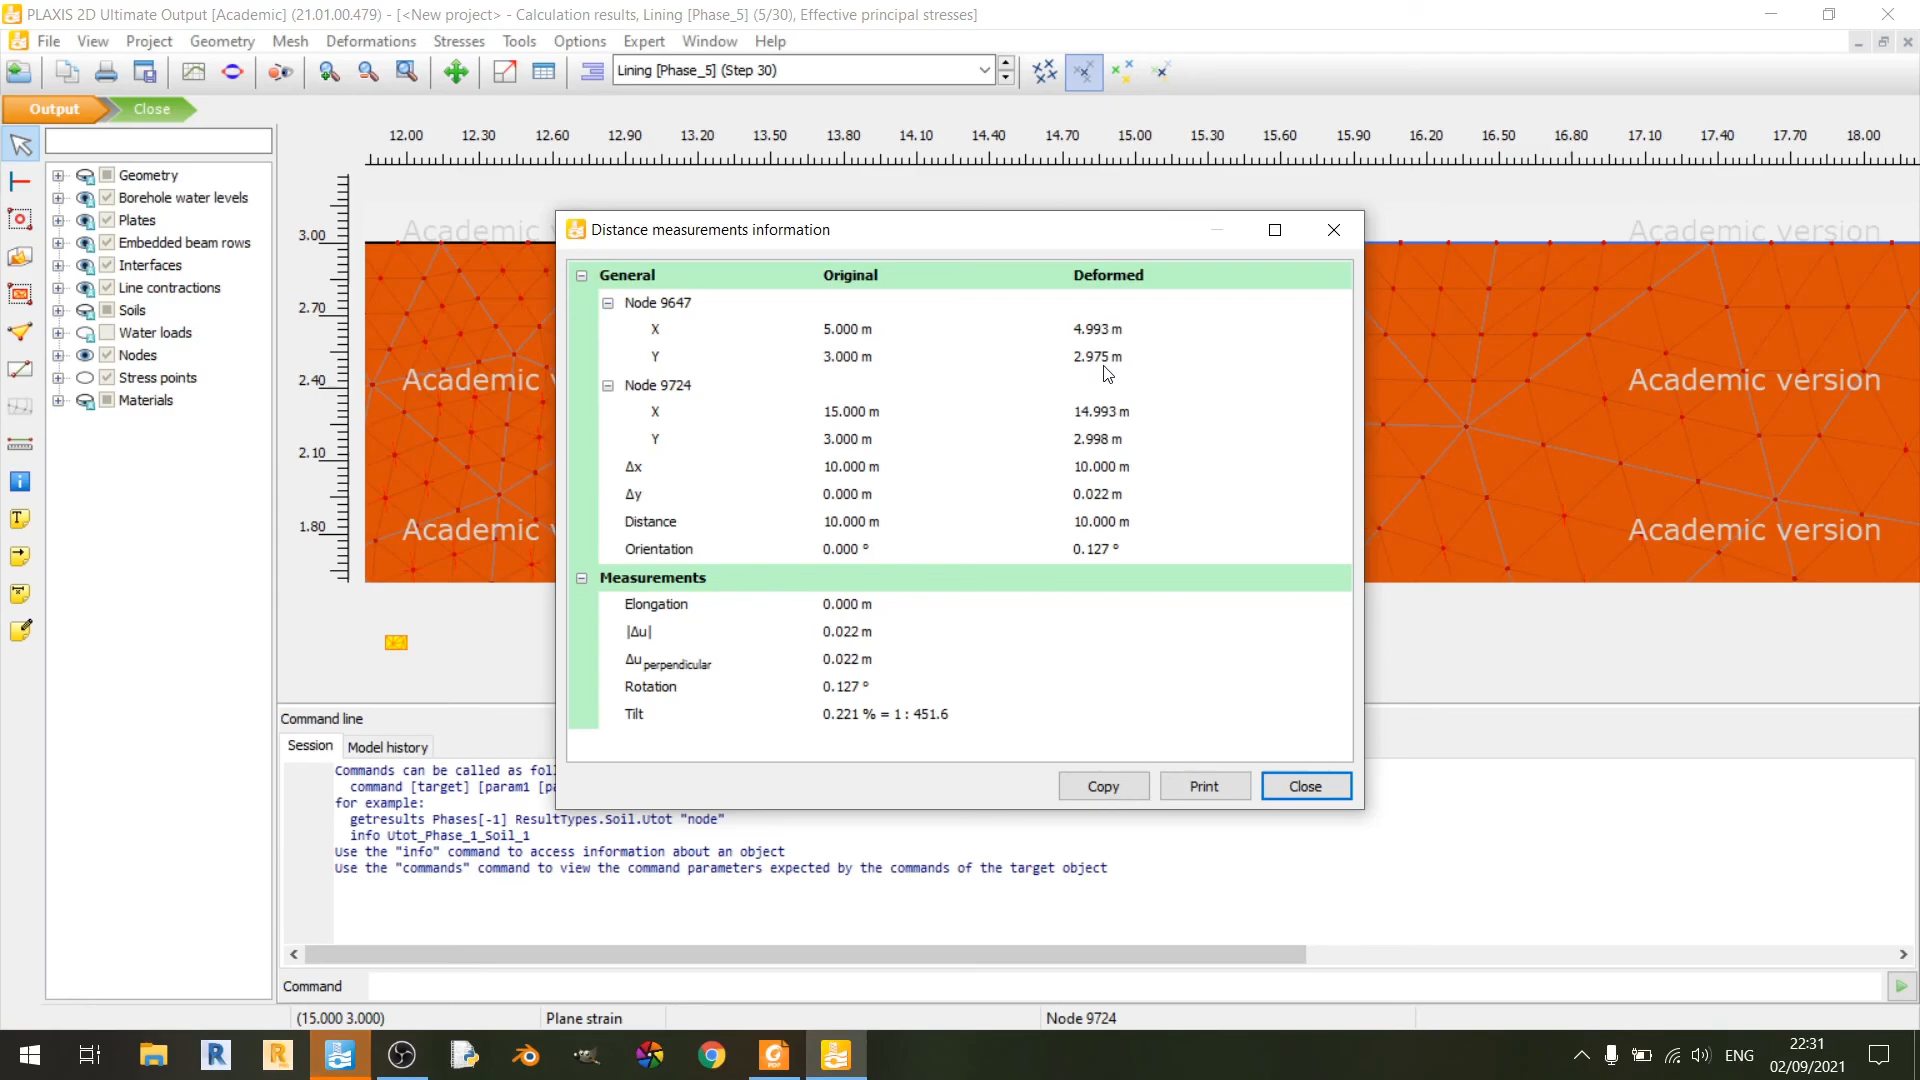 PLAXIS 2D Ultimate Output [Academic] (21.01.00.479) - [<New project> - Calculation results, Lining [Phase_5] (5/30), Effective principal stresses]
File View Project Geometry Mesh Deformations Stresses Tools Options Expert Window Help
Lining [Phase_5] (Step 30)
Output Close
12.00 12.30 12.60 12.90 13.20 13.50 13.80 14.10 14.40 14.70 15.00 15.30 15.60 15.90 16.20 16.50 16.80 17.10 17.40 17.70 18.00
Geometry
Borehole water levels
Plates
Embedded beam rows
Interfaces
Line contractions
Soils
Water loads
Nodes
Stress points
Materials
3.00
2.70
2.40
2.10
1.80
Academic v
Academic version
Academic v
Academic version
Academic v
Academic version
Distance measurements information
General Original Deformed
Node 9647
X 5.000 m 4.993 m
Y 3.000 m 2.975 m
Node 9724
X 15.000 m 14.993 m
Y 3.000 m 2.998 m
Δx 10.000 m 10.000 m
Δy 0.000 m 0.022 m
Distance 10.000 m 10.000 m
Orientation 0.000 ° 0.127 °
Measurements
Elongation 0.000 m
|Δu| 0.022 m
Δu perpendicular 0.022 m
Rotation 0.127 °
Tilt 0.221 % = 1 : 451.6
Copy Print Close
Command line
Session Model history
Commands can be called as fol
command [target] [param1 [pa
for example:
getresults Phases[-1] ResultTypes.Soil.Utot "node"
info Utot_Phase_1_Soil_1
Use the "info" command to access information about an object
Use the "commands" command to view the command parameters expected by the commands of the target object
Command
(15.000 3.000) Plane strain Node 9724
ENG
22:31
02/09/2021